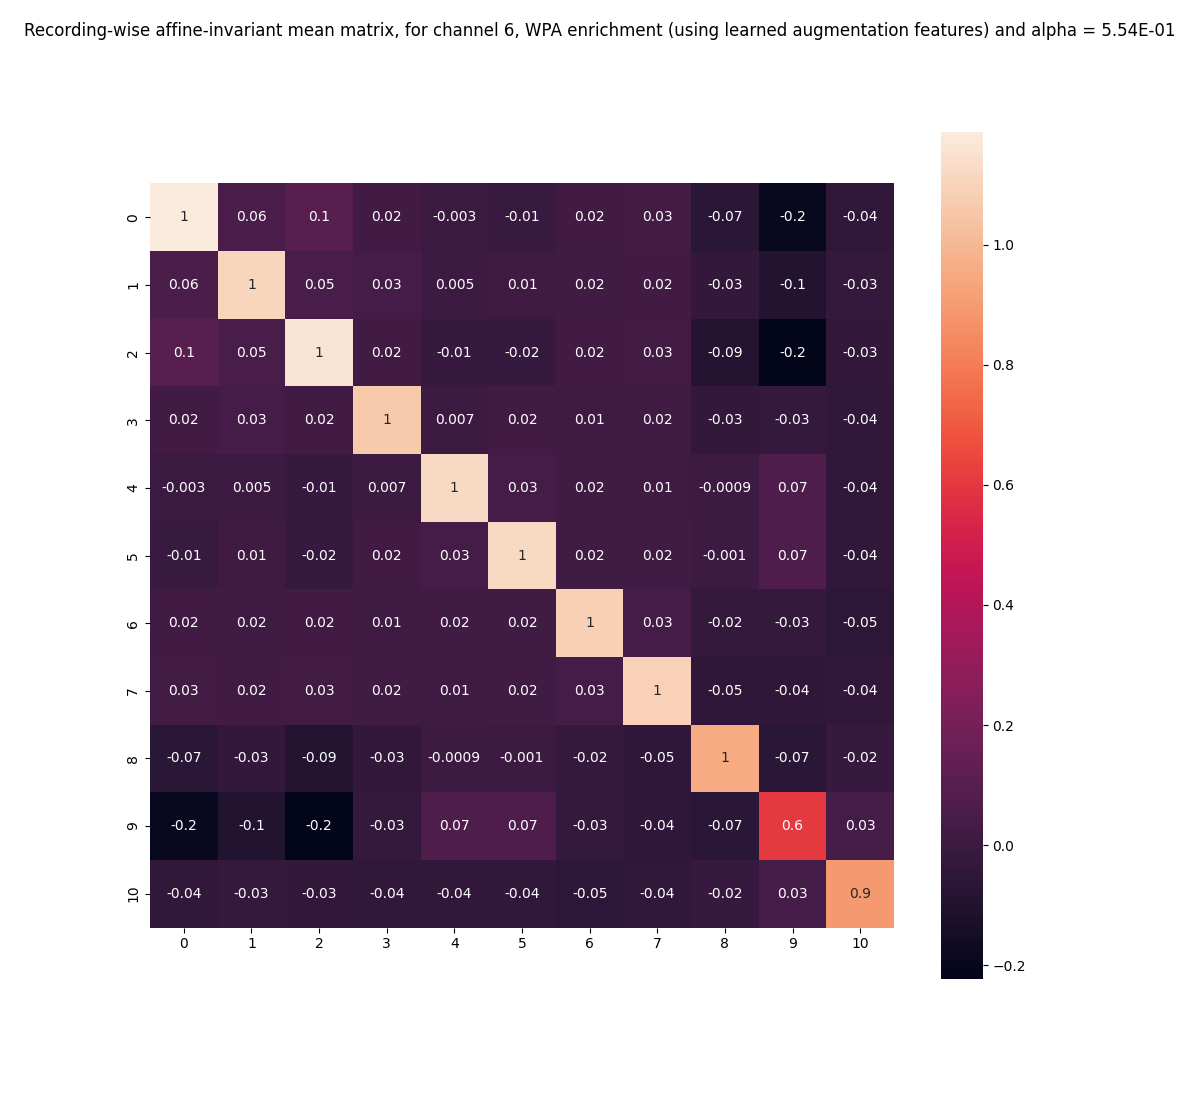 Recording-wise affine-invariant mean matrix, for channel 6, WPA enrichment (using learned augmentation features) and alpha = 5.54E-01
0 1 0.06 0.1 0.02 -0.003 -0.01 0.02 0.03 -0.07 -0.2 -0.04
1 0.06 1 0.05 0.03 0.005 0.01 0.02 0.02 -0.03 -0.1 -0.03
2 0.1 0.05 1 0.02 -0.01 -0.02 0.02 0.03 -0.09 -0.2 -0.03
3 0.02 0.03 0.02 1 0.007 0.02 0.01 0.02 -0.03 -0.03 -0.04
4 -0.003 0.005 -0.01 0.007 1 0.03 0.02 0.01 -0.0009 0.07 -0.04
5 -0.01 0.01 -0.02 0.02 0.03 1 0.02 0.02 -0.001 0.07 -0.04
6 0.02 0.02 0.02 0.01 0.02 0.02 1 0.03 -0.02 -0.03 -0.05
7 0.03 0.02 0.03 0.02 0.01 0.02 0.03 1 -0.05 -0.04 -0.04
8 -0.07 -0.03 -0.09 -0.03 -0.0009 -0.001 -0.02 -0.05 1 -0.07 -0.02
9 -0.2 -0.1 -0.2 -0.03 0.07 0.07 -0.03 -0.04 -0.07 0.6 0.03
10 -0.04 -0.03 -0.03 -0.04 -0.04 -0.04 -0.05 -0.04 -0.02 0.03 0.9
0 1 2 3 4 5 6 7 8 9 10
1.0
0.8
0.6
0.4
0.2
0.0
−0.2